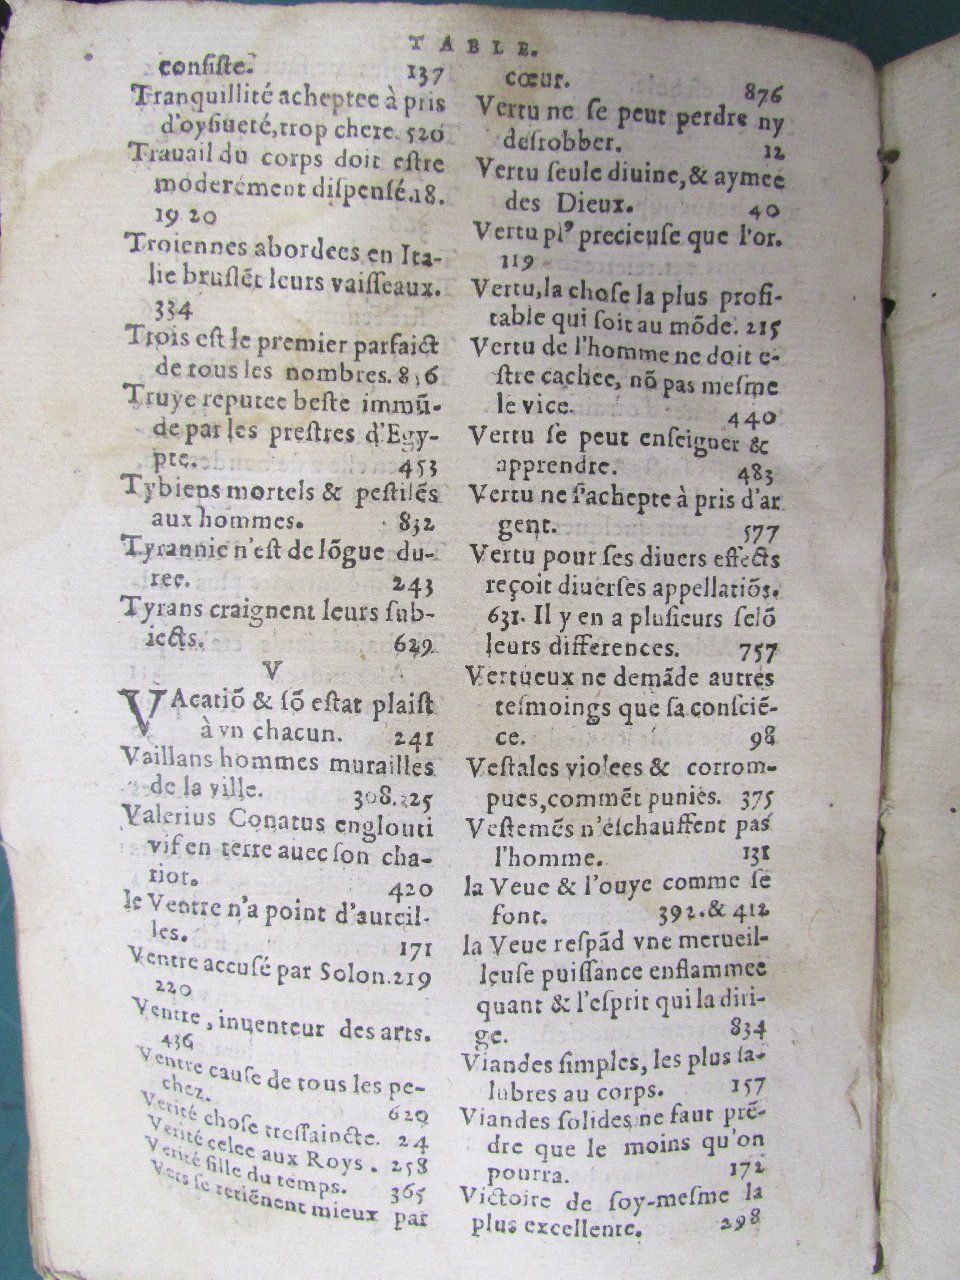 TABLE.
consiste. 137
Tranquillité acheptee à pris
d'oysiueté, trop chere. 520
Trauail du corps doit estre
moderement dispensé. 18.
19 20
Troiennes abordees en Ita-
lie bruslẽt leurs vaisseaux.
334
Trois est le premier parfaict
de tous les nombres. 836
Truye reputee beste immũ-
de par les prestres d'Egy-
pte. 453
Tybiens mortels & pestilẽs
aux hommes. 832
Tyrannie n'est de lõgue du-
ree. 243
Tyrans craignent leurs sub-
iects. 629
V
VAcatiõ & sõ estat plaist
à vn chacun. 241
Vaillans hommes murailles
de la ville. 308.325
Valerius Conatus englouti
vif en terre auec son cha-
riot. 420
le Ventre n'a point d'aureil-
les. 171
Ventre accusé par Solon. 219
220
Ventre, inuenteur des arts.
436
Ventre cause de tous les pe-
chez. 620
Verité chose tressaincte. 24
Verité celee aux Roys. 258
Verité fille du temps. 365
Vers se retiẽnent mieux par
cœur. 876
Vertu ne se peut perdre ny
desrobber. 12
Vertu seule diuine, & aymee
des Dieux. 40
Vertu plꝰ precieuse que l'or.
119
Vertu, la chose la plus profi-
table qui soit au mõde. 215
Vertu de l'homme ne doit e-
stre cachee, nõ pas mesme
le vice. 440
Vertu se peut enseigner &
apprendre. 483
Vertu ne s'achepte à pris d'ar
gent. 577
Vertu pour ses diuers effects
reçoit diuerses appellatiõs.
631. Il y en a plusieurs selõ
leurs differences. 757
Vertueux ne demãde autres
tesmoings que sa consciẽ-
ce. 98
Vestales violees & corrom-
pues, commẽt punies. 375
Vestemẽs n'eschauffent pas
l'homme. 131
la Veue & l'ouye comme se
font. 392. & 412
la Veue respãd vne merueil-
leuse puissance enflammee
quant & l'esprit qui la diri-
ge. 834
Viandes simples, les plus sa-
lubres au corps. 157
Viandes solides ne faut prẽ-
dre que le moins qu'on
pourra. 172
Victoire de soy-mesme la
plus excellente. 298